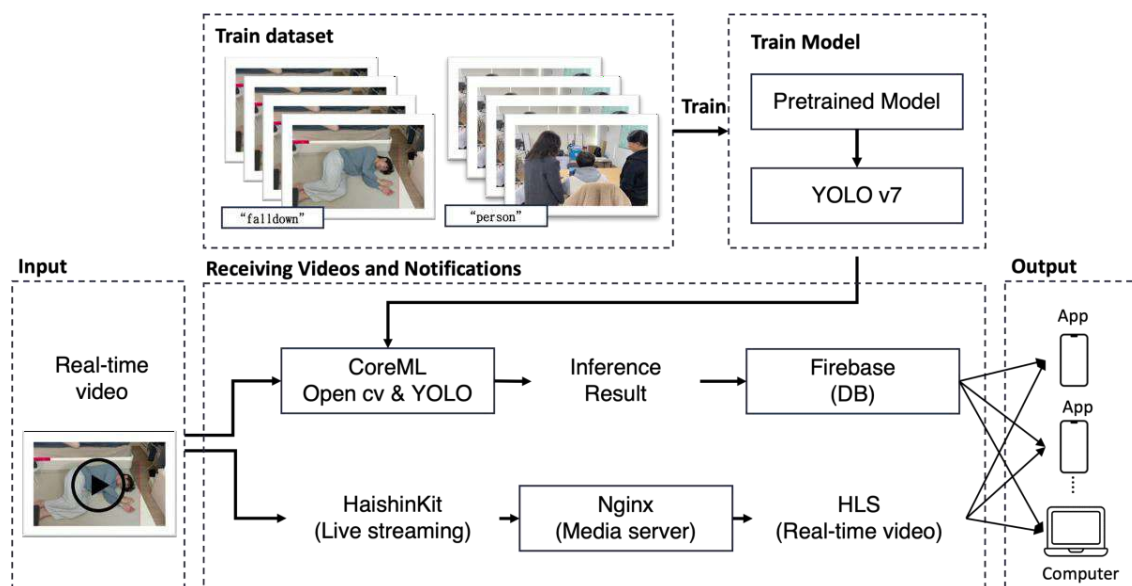 Train dataset
"falldown"
"person"
Train
Train Model
Pretrained Model
YOLO v7
Input
Real-time
video
Receiving Videos and Notifications
CoreML
Open cv & YOLO
Inference
Result
Firebase
(DB)
HaishinKit
(Live streaming)
Nginx
(Media server)
HLS
(Real-time video)
Output
App
App
Computer